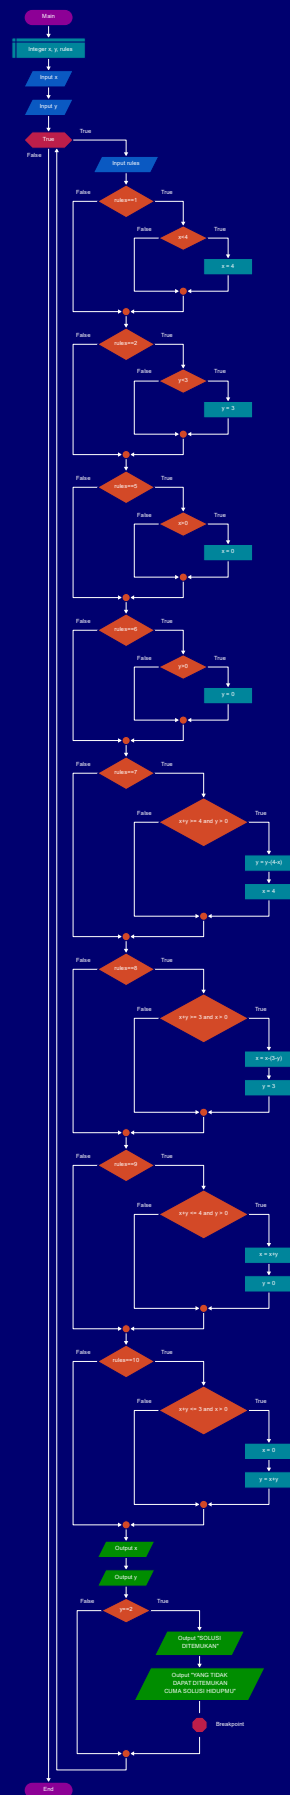 Main
Integer x, y, rules
Input x
Input y
True
True
False
Input rules
False
rules==1
True
False
x<4
True
x = 4
False
rules==2
True
False
y<3
True
y = 3
False
rules==5
True
False
x>0
True
x = 0
False
rules==6
True
False
y>0
True
y = 0
False
rules==7
True
False
x+y >= 4 and y > 0
True
y = y-(4-x)
x = 4
False
rules==8
True
False
x+y >= 3 and x > 0
True
x = x-(3-y)
y = 3
False
rules==9
True
False
x+y <= 4 and y > 0
True
x = x+y
y = 0
False
rules==10
True
False
x+y <= 3 and x > 0
True
x = 0
y = x+y
Output x
Output y
False
y==2
True
Output "SOLUSI
DITEMUKAN"
Output "YANG TIDAK
DAPAT DITEMUKAN
CUMA SOLUSI HIDUPMU"
Breakpoint
End